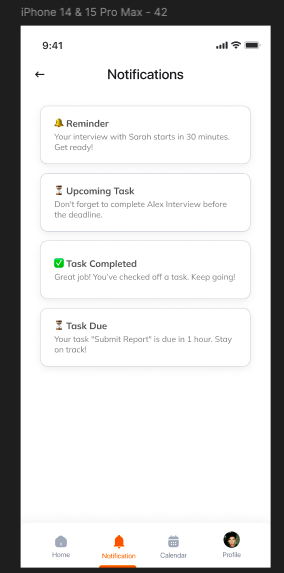 iPhone 14 & 15 Pro Max - 42
9:41
← Notifications
🔔 Reminder
Your interview with Sarah starts in 30 minutes.
Get ready!
⏳ Upcoming Task
Don't forget to complete Alex Interview before
the deadline.
✅ Task Completed
Great job! You've checked off a task. Keep going!
⏳ Task Due
Your task "Submit Report" is due in 1 hour. Stay
on track!
Home Notification Calendar Profile